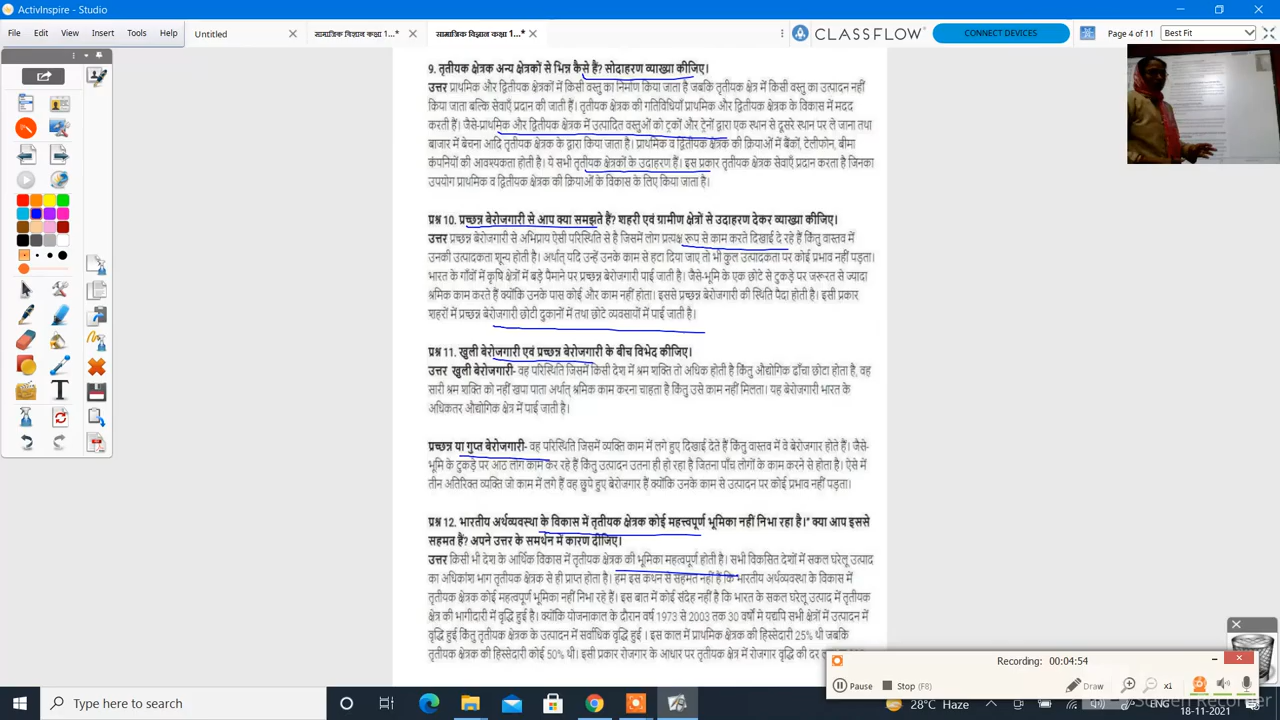 ActivInspire - Studio
File Edit View Insert Tools Help
Untitled
सामाजिक विज्ञान कक्षा 1...*
सामाजिक विज्ञान कक्षा 1...*
CLASSFLOW
CONNECT DEVICES
Page 4 of 11
Best Fit
9. तृतीयक क्षेत्रक अन्य क्षेत्रकों से भिन्न कैसे हैं? सोदाहरण व्याख्या कीजिए।
उत्तर प्राथमिक और द्वितीयक क्षेत्रकों में किसी वस्तु का निर्माण किया जाता है जबकि तृतीयक क्षेत्र में किसी वस्तु का उत्पादन नहीं
किया जाता बल्कि सेवाएँ प्रदान की जाती हैं। तृतीयक क्षेत्रक की गतिविधियाँ प्राथमिक और द्वितीयक क्षेत्रक के विकास में मदद
करती हैं। जैसे-प्राथमिक और द्वितीयक क्षेत्रक में उत्पादित वस्तुओं को ट्रकों और ट्रेनों द्वारा एक स्थान से दूसरे स्थान पर ले जाना तथा
बाजार में बेचना आदि तृतीयक क्षेत्रक के द्वारा किया जाता है। प्राथमिक व द्वितीयक क्षेत्रक की क्रियाओं में बैंकों, टेलीफोन, बीमा
कंपनियों की आवश्यकता होती है। ये सभी तृतीयक क्षेत्रकों के उदाहरण हैं। इस प्रकार तृतीयक क्षेत्रक सेवाएँ प्रदान करता है जिनका
उपयोग प्राथमिक व द्वितीयक क्षेत्रक की क्रियाओं के विकास के लिए किया जाता है।
प्रश्न 10. प्रच्छन्न बेरोजगारी से आप क्या समझते हैं? शहरी एवं ग्रामीण क्षेत्रों से उदाहरण देकर व्याख्या कीजिए।
उत्तर प्रच्छन्न बेरोजगारी से अभिप्राय ऐसी परिस्थिति से है जिसमें लोग प्रत्यक्ष रूप से काम करते दिखाई दे रहे हैं किंतु वास्तव में
उनकी उत्पादकता शून्य होती है। अर्थात् यदि उन्हें उनके काम से हटा दिया जाए तो भी कुल उत्पादकता पर कोई प्रभाव नहीं पड़ता।
भारत के गाँवों में कृषि क्षेत्रों में बड़े पैमाने पर प्रच्छन्न बेरोजगारी पाई जाती है। जैसे-भूमि के एक छोटे से टुकड़े पर जरूरत से ज्यादा
श्रमिक काम करते हैं क्योंकि उनके पास कोई और काम नहीं होता। इससे प्रच्छन्न बेरोजगारी की स्थिति पैदा होती है। इसी प्रकार
शहरों में प्रच्छन्न बेरोजगारी छोटी दुकानों में तथा छोटे व्यवसायों में पाई जाती है।
प्रश्न 11. खुली बेरोजगारी एवं प्रच्छन्न बेरोजगारी के बीच विभेद कीजिए।
उत्तर खुली बेरोजगारी- वह परिस्थिति जिसमें किसी देश में श्रम शक्ति तो अधिक होती है किंतु औद्योगिक ढाँचा छोटा होता है, वह
सारी श्रम शक्ति को नहीं खपा पाता अर्थात् श्रमिक काम करना चाहता है किंतु उसे काम नहीं मिलता। यह बेरोजगारी भारत के
अधिकतर औद्योगिक क्षेत्र में पाई जाती है।
प्रच्छन्न या गुप्त बेरोजगारी- वह परिस्थिति जिसमें व्यक्ति काम में लगे हुए दिखाई देते हैं किंतु वास्तव में वे बेरोजगार होते हैं। जैसे-
भूमि के टुकड़े पर आठ लोग काम कर रहे हैं किंतु उत्पादन उतना ही हो रहा है जितना पाँच लोगों के काम करने से होता है। ऐसे में
तीन अतिरिक्त व्यक्ति जो काम में लगे हैं वह छुपे हुए बेरोजगार हैं क्योंकि उनके काम से उत्पादन पर कोई प्रभाव नहीं पड़ता।
प्रश्न 12. भारतीय अर्थव्यवस्था के विकास में तृतीयक क्षेत्रक कोई महत्त्वपूर्ण भूमिका नहीं निभा रहा है।" क्या आप इससे
सहमत हैं? अपने उत्तर के समर्थन में कारण दीजिए।
उत्तर किसी भी देश के आर्थिक विकास में तृतीयक क्षेत्रक की भूमिका महत्वपूर्ण होती है। सभी विकसित देशों में सकल घरेलू उत्पाद
का अधिकांश भाग तृतीयक क्षेत्रक से ही प्राप्त होता है। हम इस कथन से सहमत नहीं हैं कि भारतीय अर्थव्यवस्था के विकास में
तृतीयक क्षेत्रक कोई महत्वपूर्ण भूमिका नहीं निभा रहे हैं। इस बात में कोई संदेह नहीं है कि भारत के सकल घरेलू उत्पाद में तृतीयक
क्षेत्र की भागीदारी में वृद्धि हुई है। क्योंकि योजनाकाल के दौरान वर्ष 1973 से 2003 तक 30 वर्षों मे यद्यपि सभी क्षेत्रों में उत्पादन में
वृद्धि हुई किंतु तृतीयक क्षेत्रक के उत्पादन में सर्वाधिक वृद्धि हुई । इस काल में प्राथमिक क्षेत्रक की हिस्सेदारी 25% थी जबकि
तृतीयक क्षेत्रक की हिस्सेदारी कोई 50% थी। इसी प्रकार रोजगार के आधार पर तृतीयक क्षेत्र में रोजगार वृद्धि की दर
Recording: 00:04:54
Pause Stop (F8) Draw x1
Type here to search
28°C Haze
18-11-2021